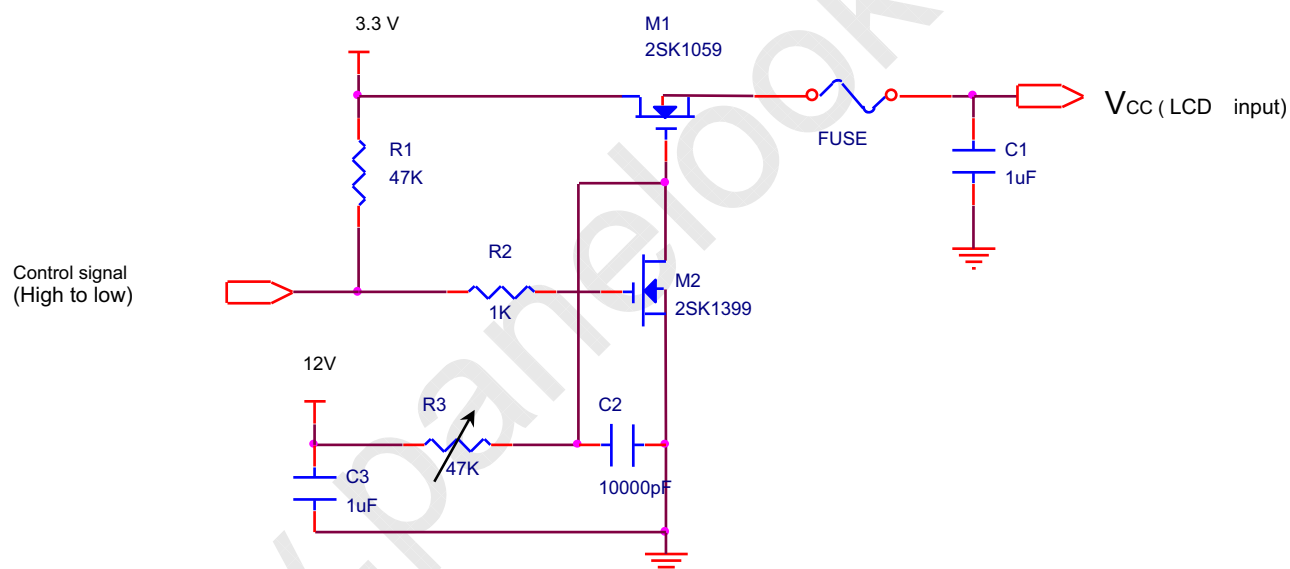 3.3 V
M1
2SK1059
R1
47K
FUSE
VCC ( LCD input)
C1
1uF
Control signal
(High to low)
R2
1K
M2
2SK1399
12V
R3
47K
C2
10000pF
C3
1uF
panelook